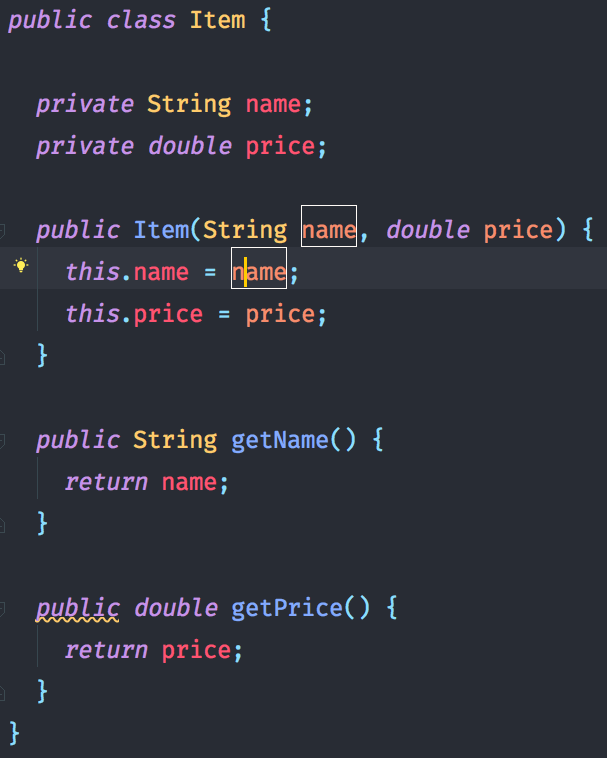 public class Item {
private String name;
private double price;
public Item(String name, double price) {
this.name = name;
this.price = price;
}
public String getName() {
return name;
}
public double getPrice() {
return price;
}
}